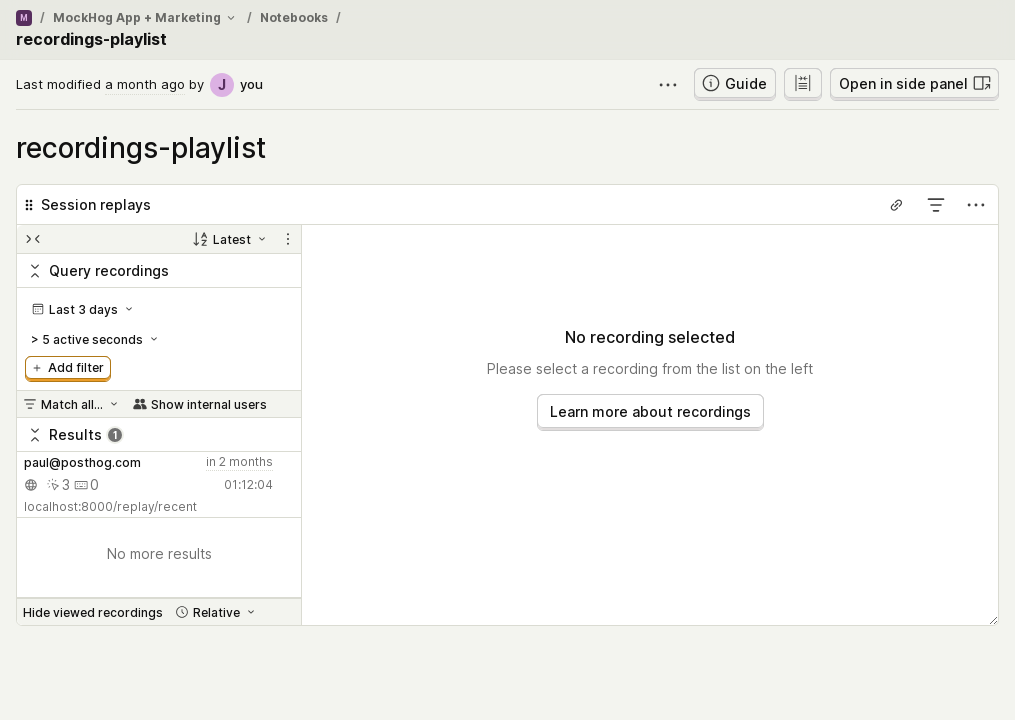 M / MockHog App + Marketing / Notebooks /
recordings-playlist
Last modified a month ago by J you
Guide
Open in side panel
recordings-playlist
Session replays
Latest
Query recordings
Last 3 days
> 5 active seconds
+ Add filter
Match all...
Show internal users
Results 1
paul@posthog.com
in 2 months
3 0
01:12:04
localhost:8000/replay/recent
No more results
Hide viewed recordings
Relative
No recording selected
Please select a recording from the list on the left
Learn more about recordings